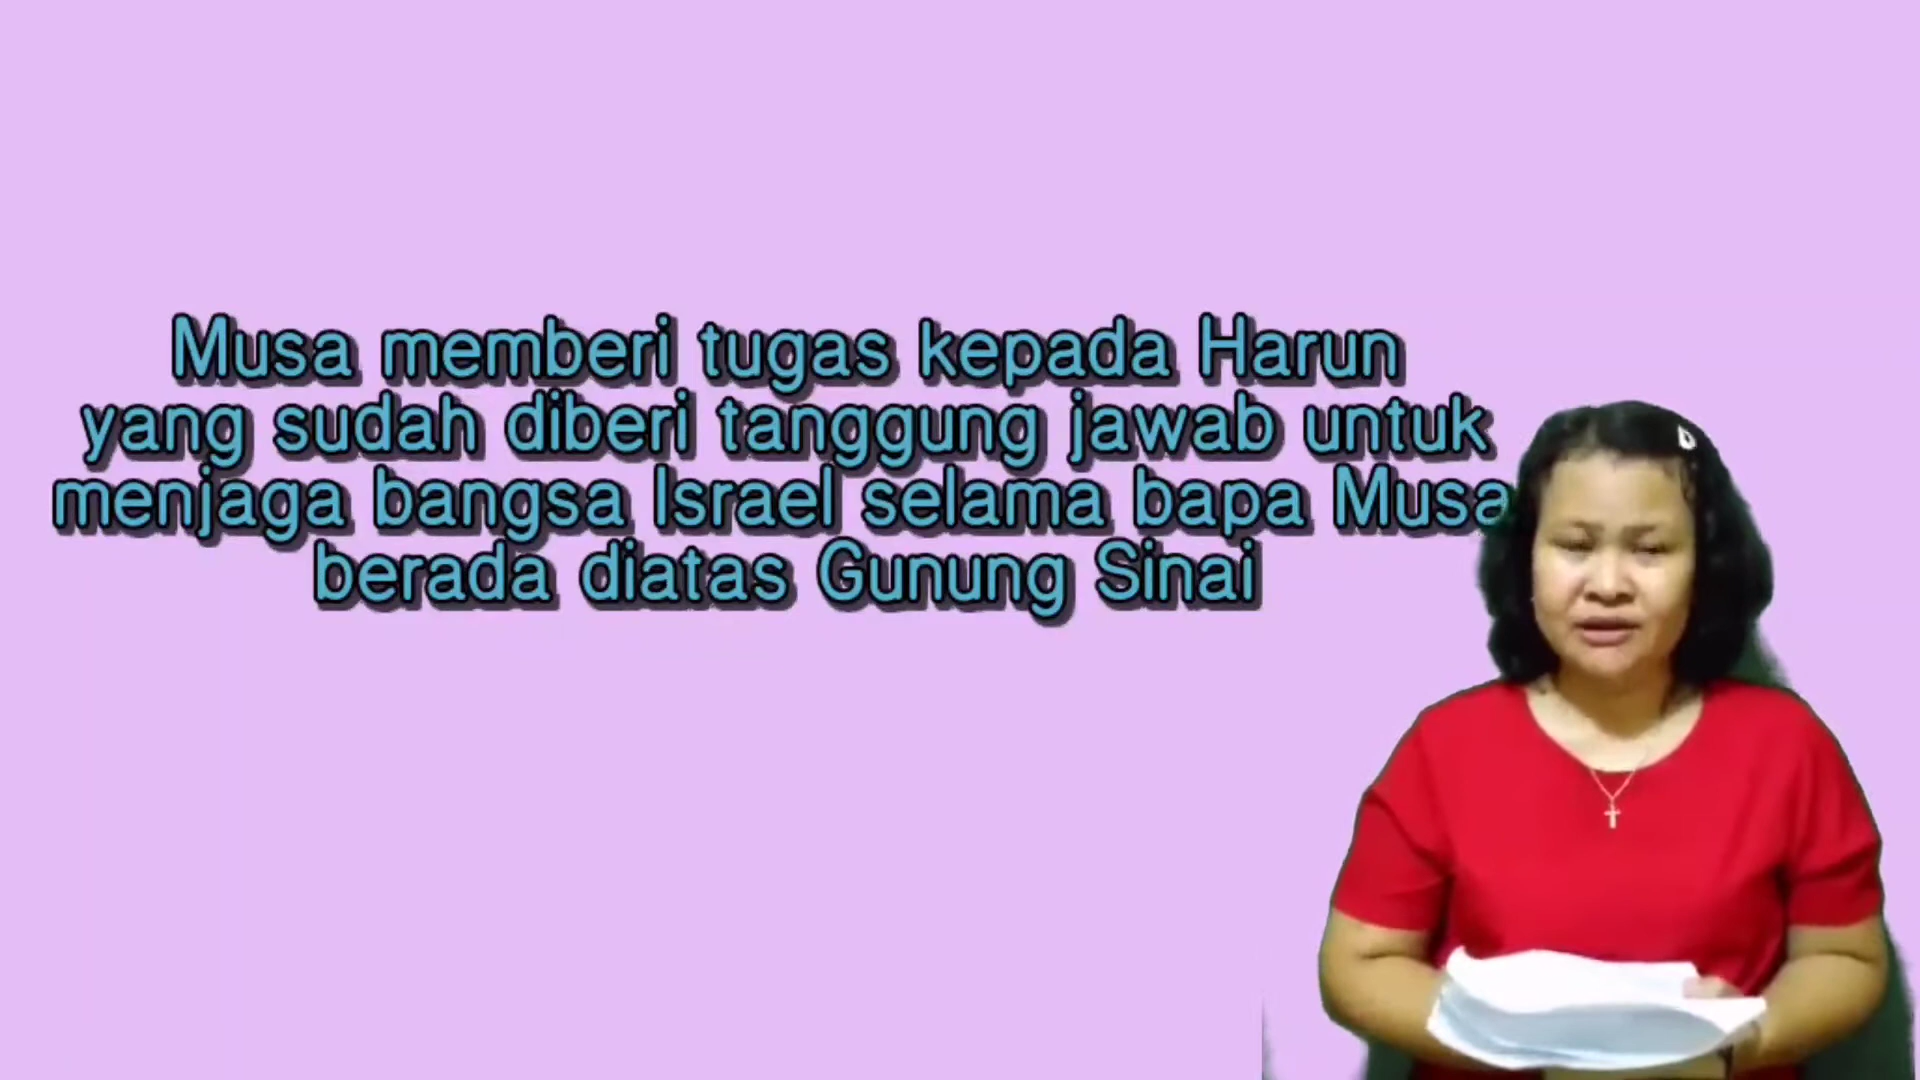 Musa memberi tugas kepada Harun
yang sudah diberi tanggung jawab untuk
menjaga bangsa Israel selama bapa Musa
berada diatas Gunung Sinai